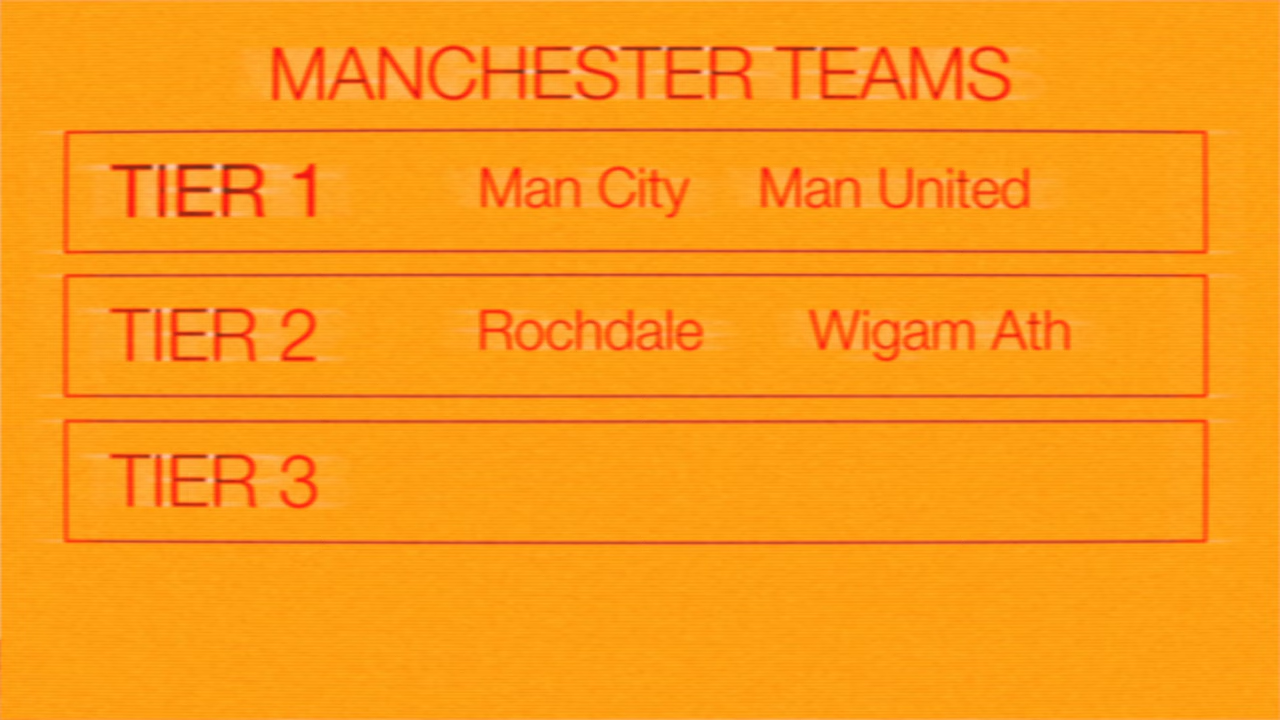 MANCHESTER TEAMS
TIER 1 Man City Man United
TIER 2 Rochdale Wigam Ath
TIER 3